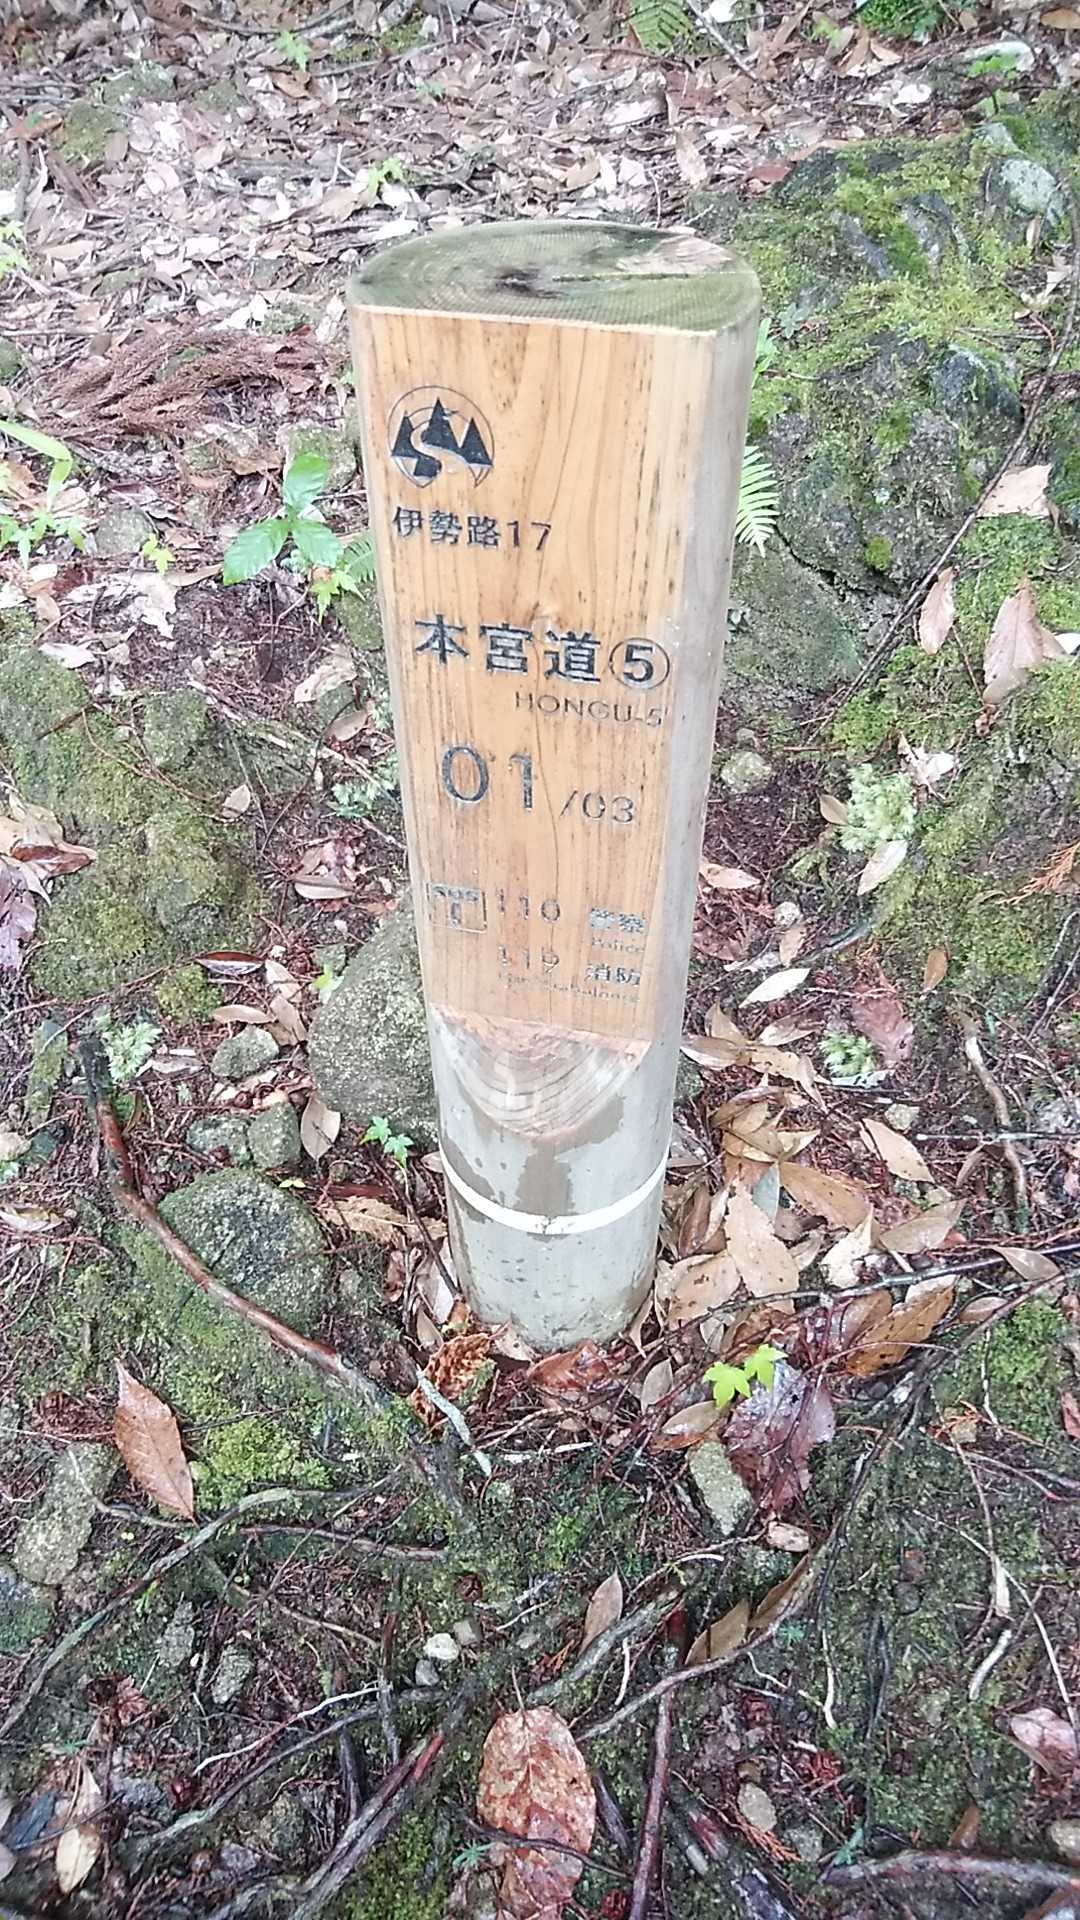 伊勢路17
本宮道⑤
HONGU-5
01/03
110 警察
Police
119 消防